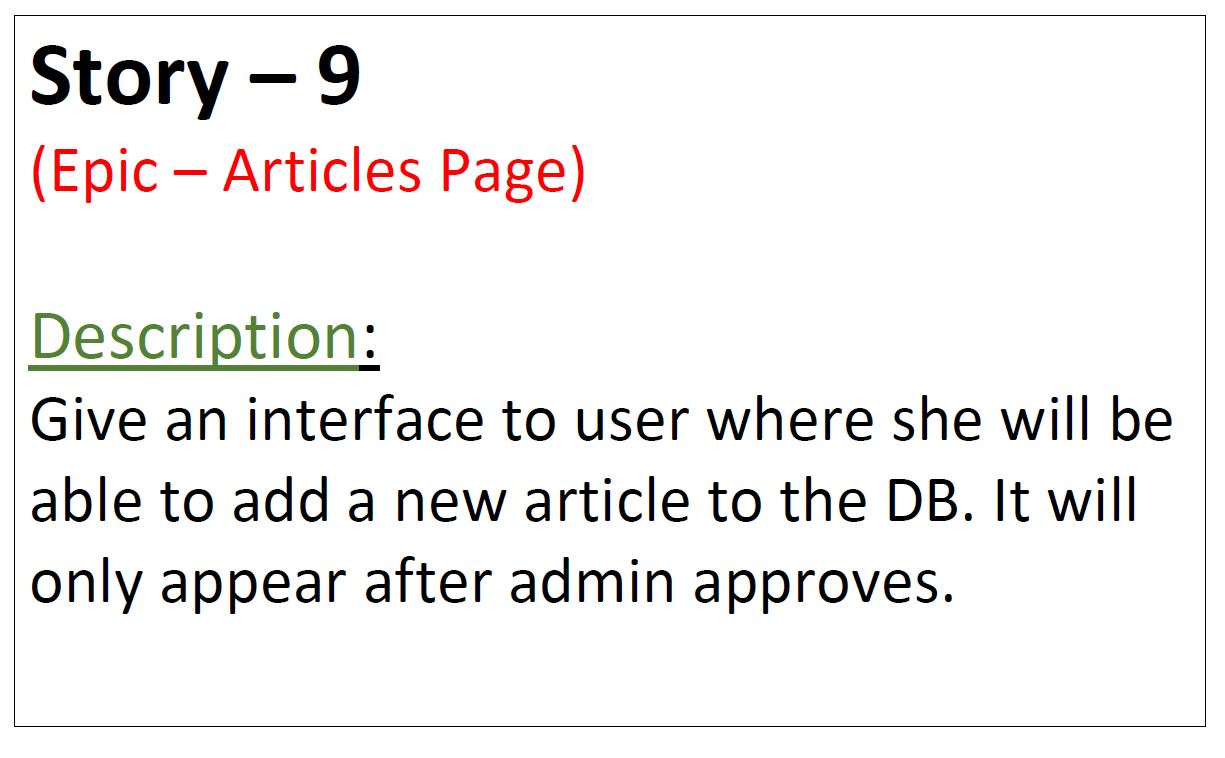 Story – 9
(Epic – Articles Page)
Description:
Give an interface to user where she will be
able to add a new article to the DB. It will
only appear after admin approves.